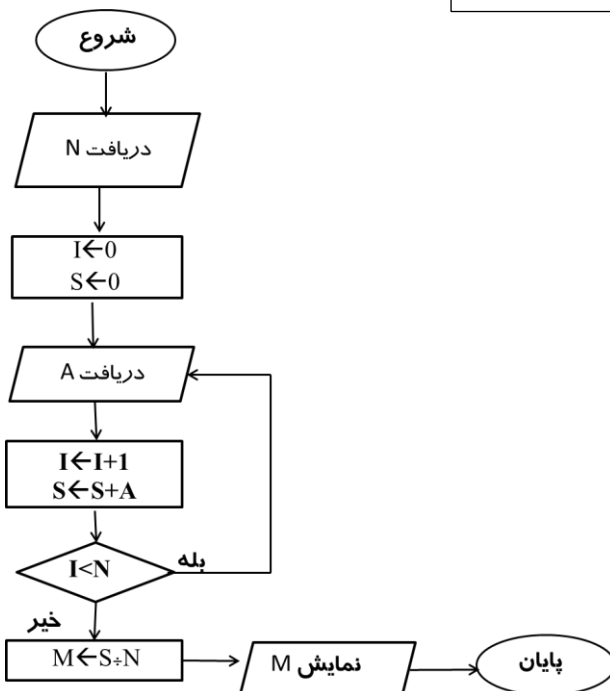 شروع
دریافت N
I←0
S←0
دریافت A
I←I+1
S←S+A
I<N
بله
خیر
M←S÷N
نمایش M
پایان